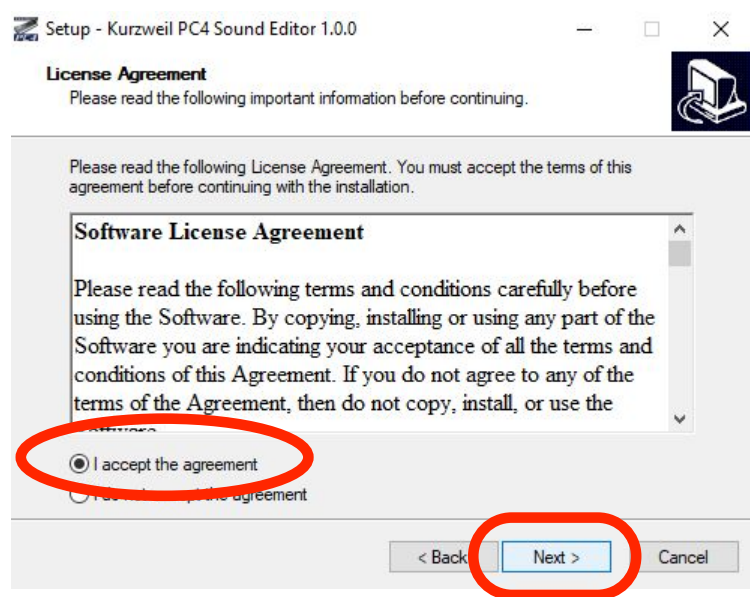 Setup - Kurzweil PC4 Sound Editor 1.0.0
License Agreement
Please read the following important information before continuing.
Please read the following License Agreement. You must accept the terms of this
agreement before continuing with the installation.
Software License Agreement
Please read the following terms and conditions carefully before
using the Software. By copying, installing or using any part of the
Software you are indicating your acceptance of all the terms and
conditions of this Agreement. If you do not agree to any of the
terms of the Agreement, then do not copy, install, or use the
I accept the agreement
the agreement
< Back
Next >
Cancel